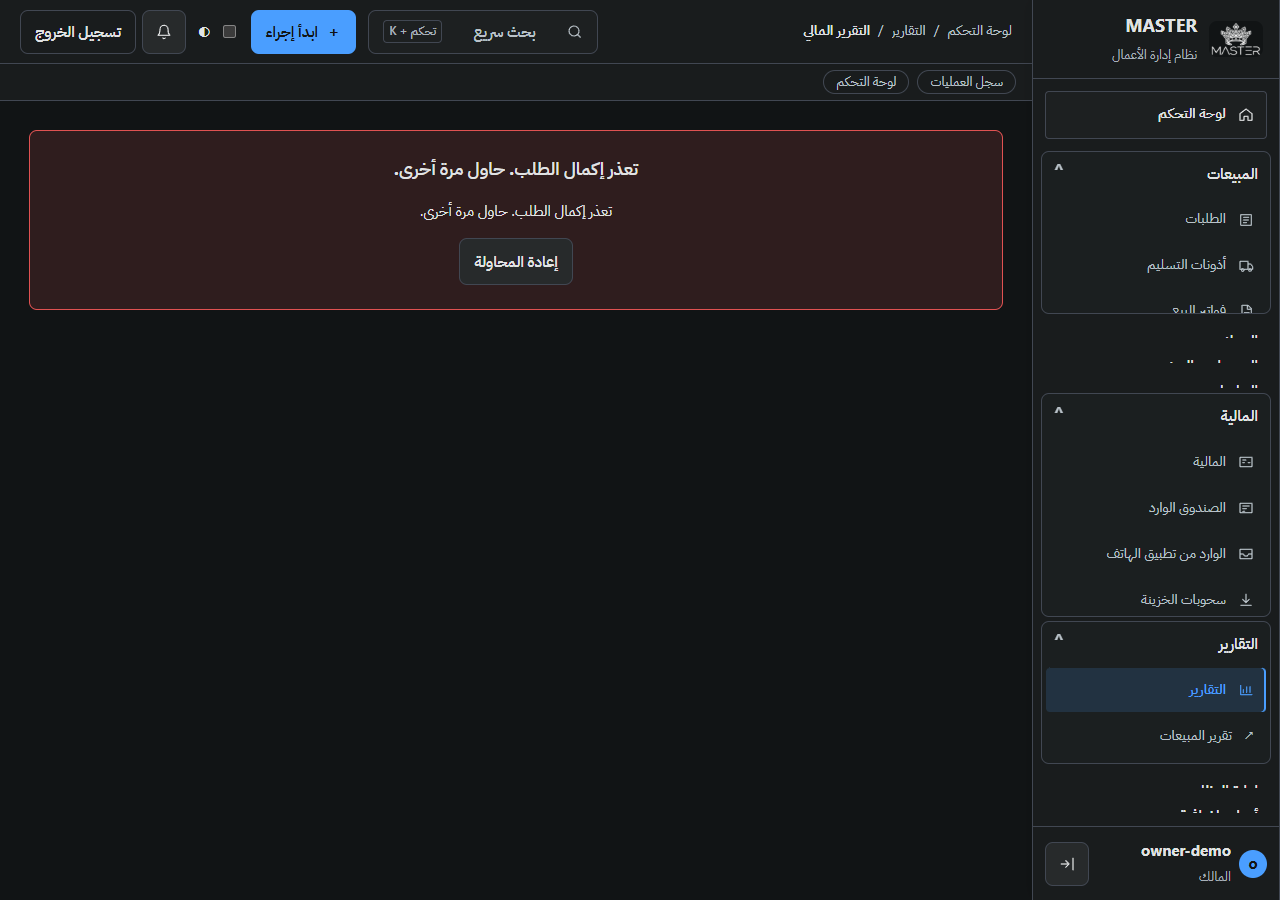 MASTER
MASTER
نظام إدارة الأعمال
لوحة التحكم / التقارير / التقرير المالي
بحث سريع
تحكم + K
+ ابدأ إجراء
تسجيل الخروج
سجل العمليات
لوحة التحكم
تعذر إكمال الطلب. حاول مرة أخرى.
تعذر إكمال الطلب. حاول مرة أخرى.
إعادة المحاولة
لوحة التحكم
المبيعات
الطلبات
أذونات التسليم
فواتير البيع
المالية
المالية
الصندوق الوارد
الوارد من تطبيق الهاتف
سحوبات الخزينة
التقارير
التقارير
تقرير المبيعات
owner-demo
المالك
o